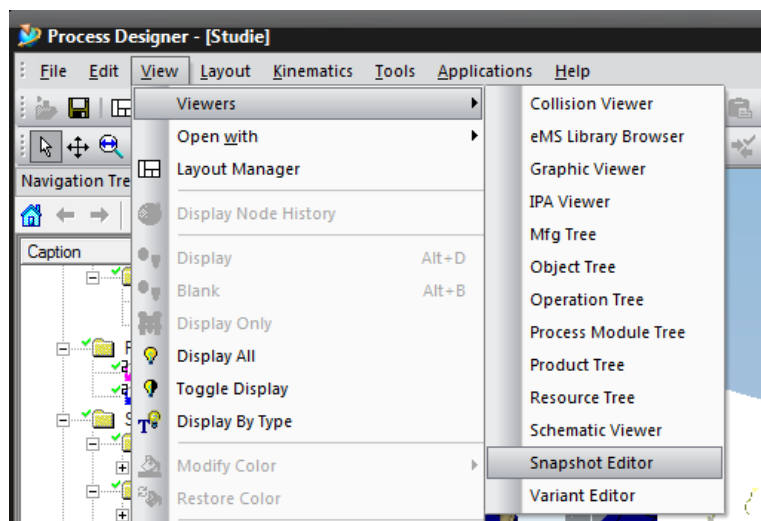 Process Designer - [Studie]
File Edit View Layout Kinematics Tools Applications Help
Viewers
Open with
Layout Manager
Display Node History
Display Alt+D
Blank Alt+B
Display Only
Display All
Toggle Display
Display By Type
Modify Color
Restore Color
Collision Viewer
eMS Library Browser
Graphic Viewer
IPA Viewer
Mfg Tree
Object Tree
Operation Tree
Process Module Tree
Product Tree
Resource Tree
Schematic Viewer
Snapshot Editor
Variant Editor
Navigation Tre
Caption